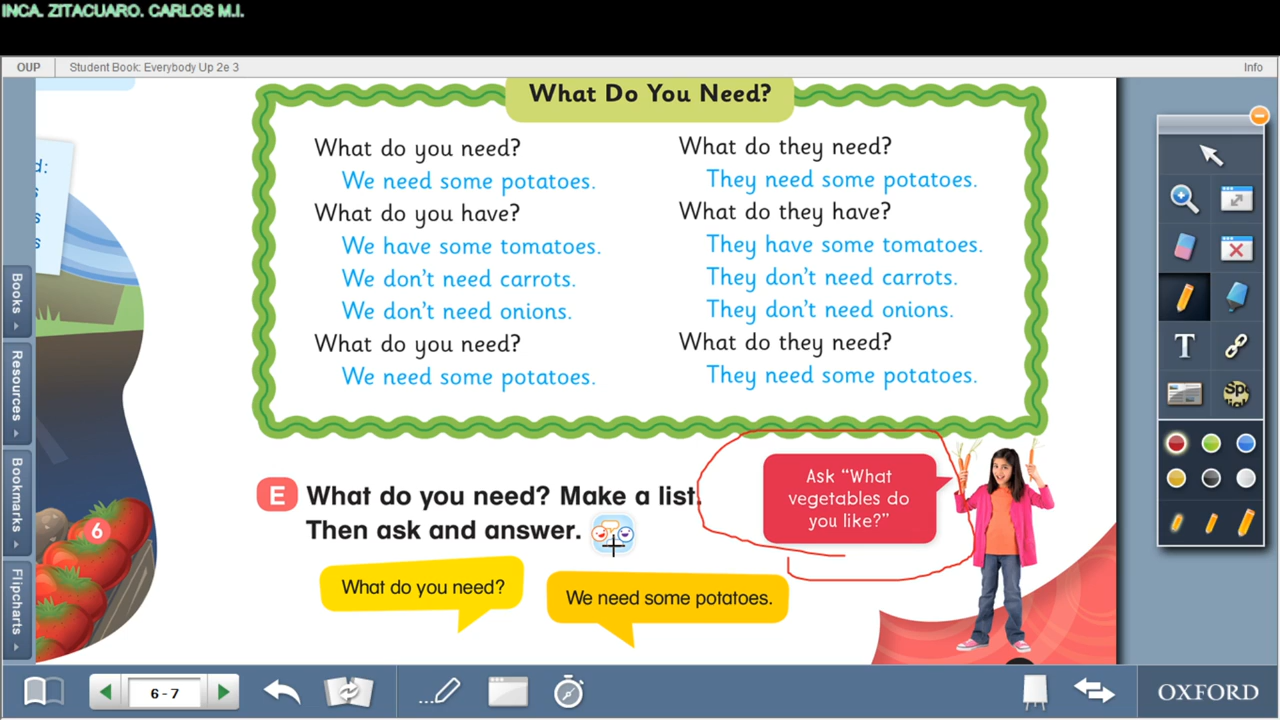 INCA. ZITACUARO. CARLOS M.I.
OUP
Student Book: Everybody Up 2e 3
Info
What Do You Need?
What do you need?
We need some potatoes.
What do you have?
We have some tomatoes.
We don't need carrots.
We don't need onions.
What do you need?
We need some potatoes.
What do they need?
They need some potatoes.
What do they have?
They have some tomatoes.
They don't need carrots.
They don't need onions.
What do they need?
They need some potatoes.
d:
s
s
s
Books
Resources
Bookmarks
Flipcharts
6
E What do you need? Make a list.
Then ask and answer.
Ask "What
vegetables do
you like?"
What do you need?
We need some potatoes.
T
6 - 7
OXFORD